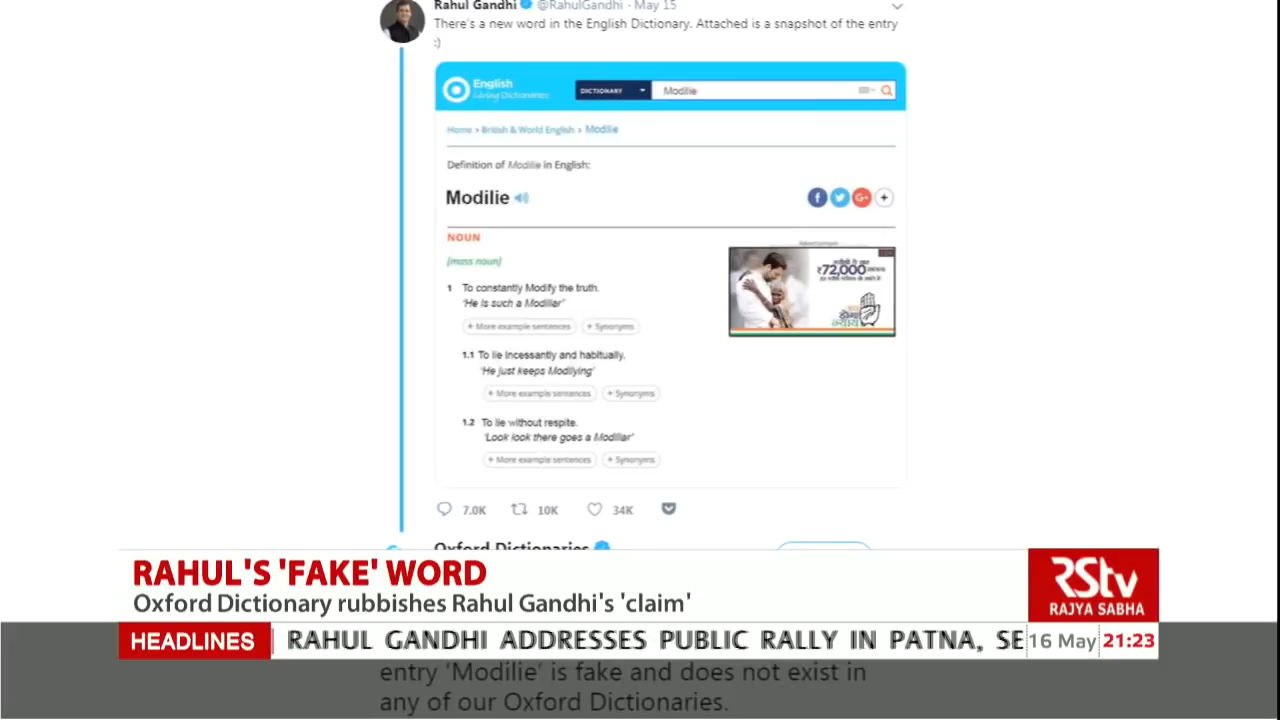 Rahul Gandhi @RahulGandhi · May 15
There's a new word in the English Dictionary. Attached is a snapshot of the entry
:)
English
Living Dictionaries
DICTIONARY
Modilie
Home > British & World English > Modilie
Definition of Modilie in English:
Modilie
NOUN
[mass noun]
Advertisement
₹72,000
1 To constantly Modify the truth.
'He is such a Modiliar'
+ More example sentences + Synonyms
1.1 To lie incessantly and habitually.
'He just keeps Modilying'
+ More example sentences + Synonyms
1.2 To lie without respite.
'Look look there goes a Modiliar'
+ More example sentences + Synonyms
7.0K 10K 34K
Oxford Dictionaries
RAHUL'S 'FAKE' WORD
Oxford Dictionary rubbishes Rahul Gandhi's 'claim'
RStv
RAJYA SABHA
HEADLINES RAHUL GANDHI ADDRESSES PUBLIC RALLY IN PATNA, SE 16 May 21:23
entry 'Modilie' is fake and does not exist in
any of our Oxford Dictionaries.